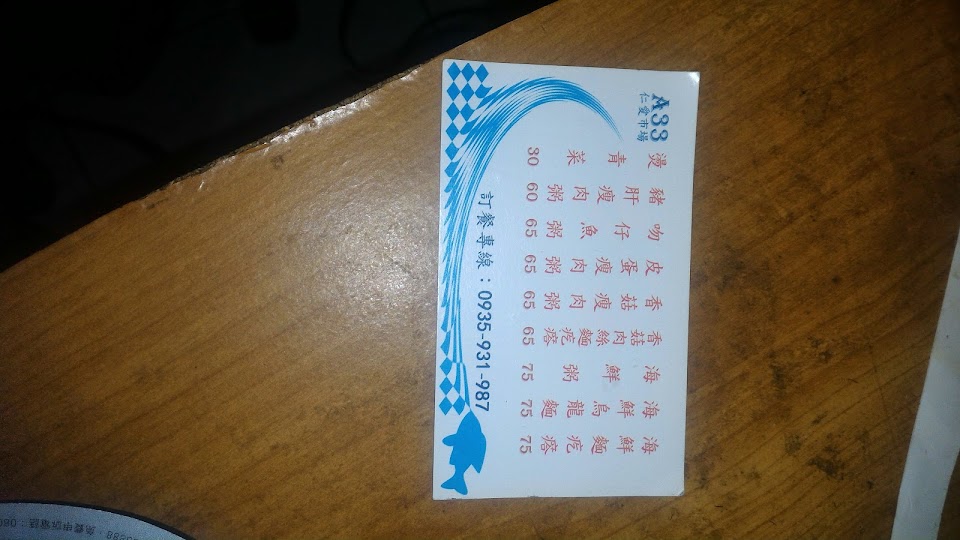 A33
仁愛市場
燙青菜 30
豬肝瘦肉粥 60
吻仔魚粥 65
皮蛋瘦肉粥 65
香菇瘦肉粥 65
香菇肉絲麵疙瘩 65
海鮮粥 75
海鮮烏龍麵 75
海鮮麵疙瘩 75
訂餐專線：0935-931-987